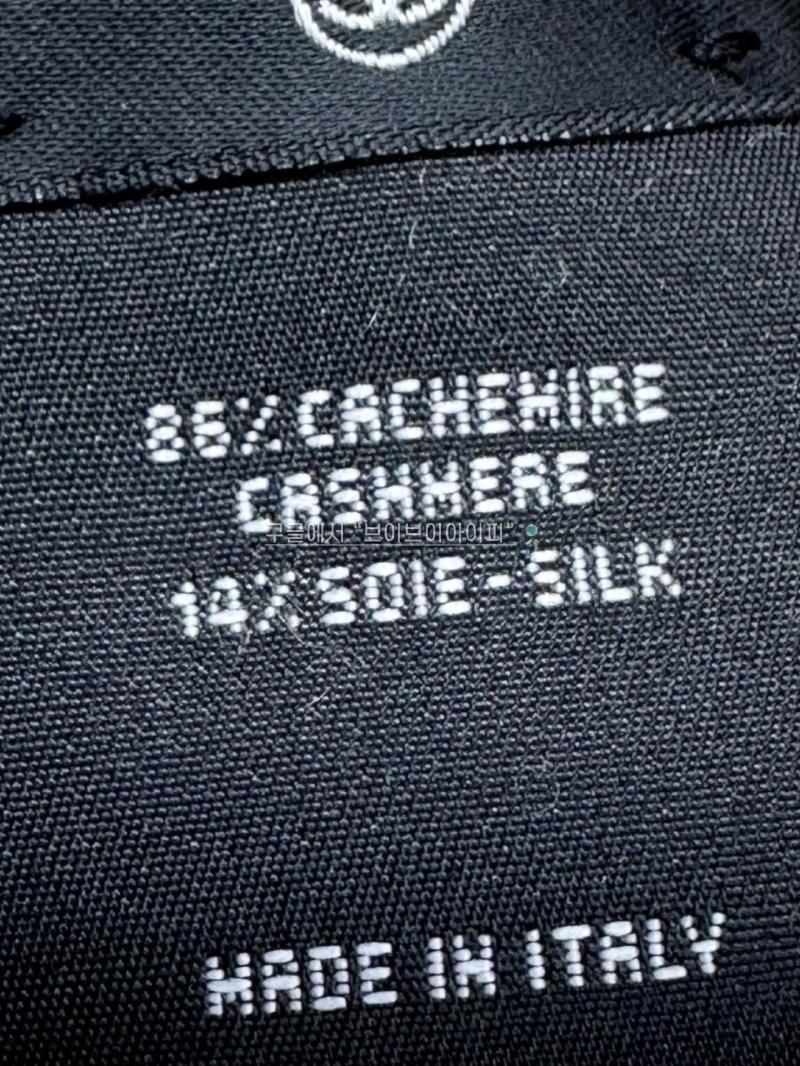 86% CACHEMIRE
CASHMERE
구글에서 "브이브이아이피"
14% SOIE-SILK
MADE IN ITALY